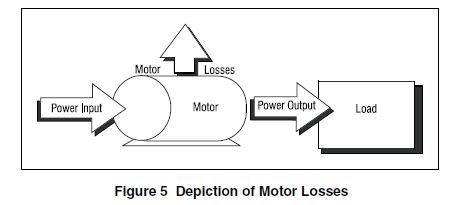 Motor Losses
Power Input
Motor
Power Output
Load
Figure 5 Depiction of Motor Losses